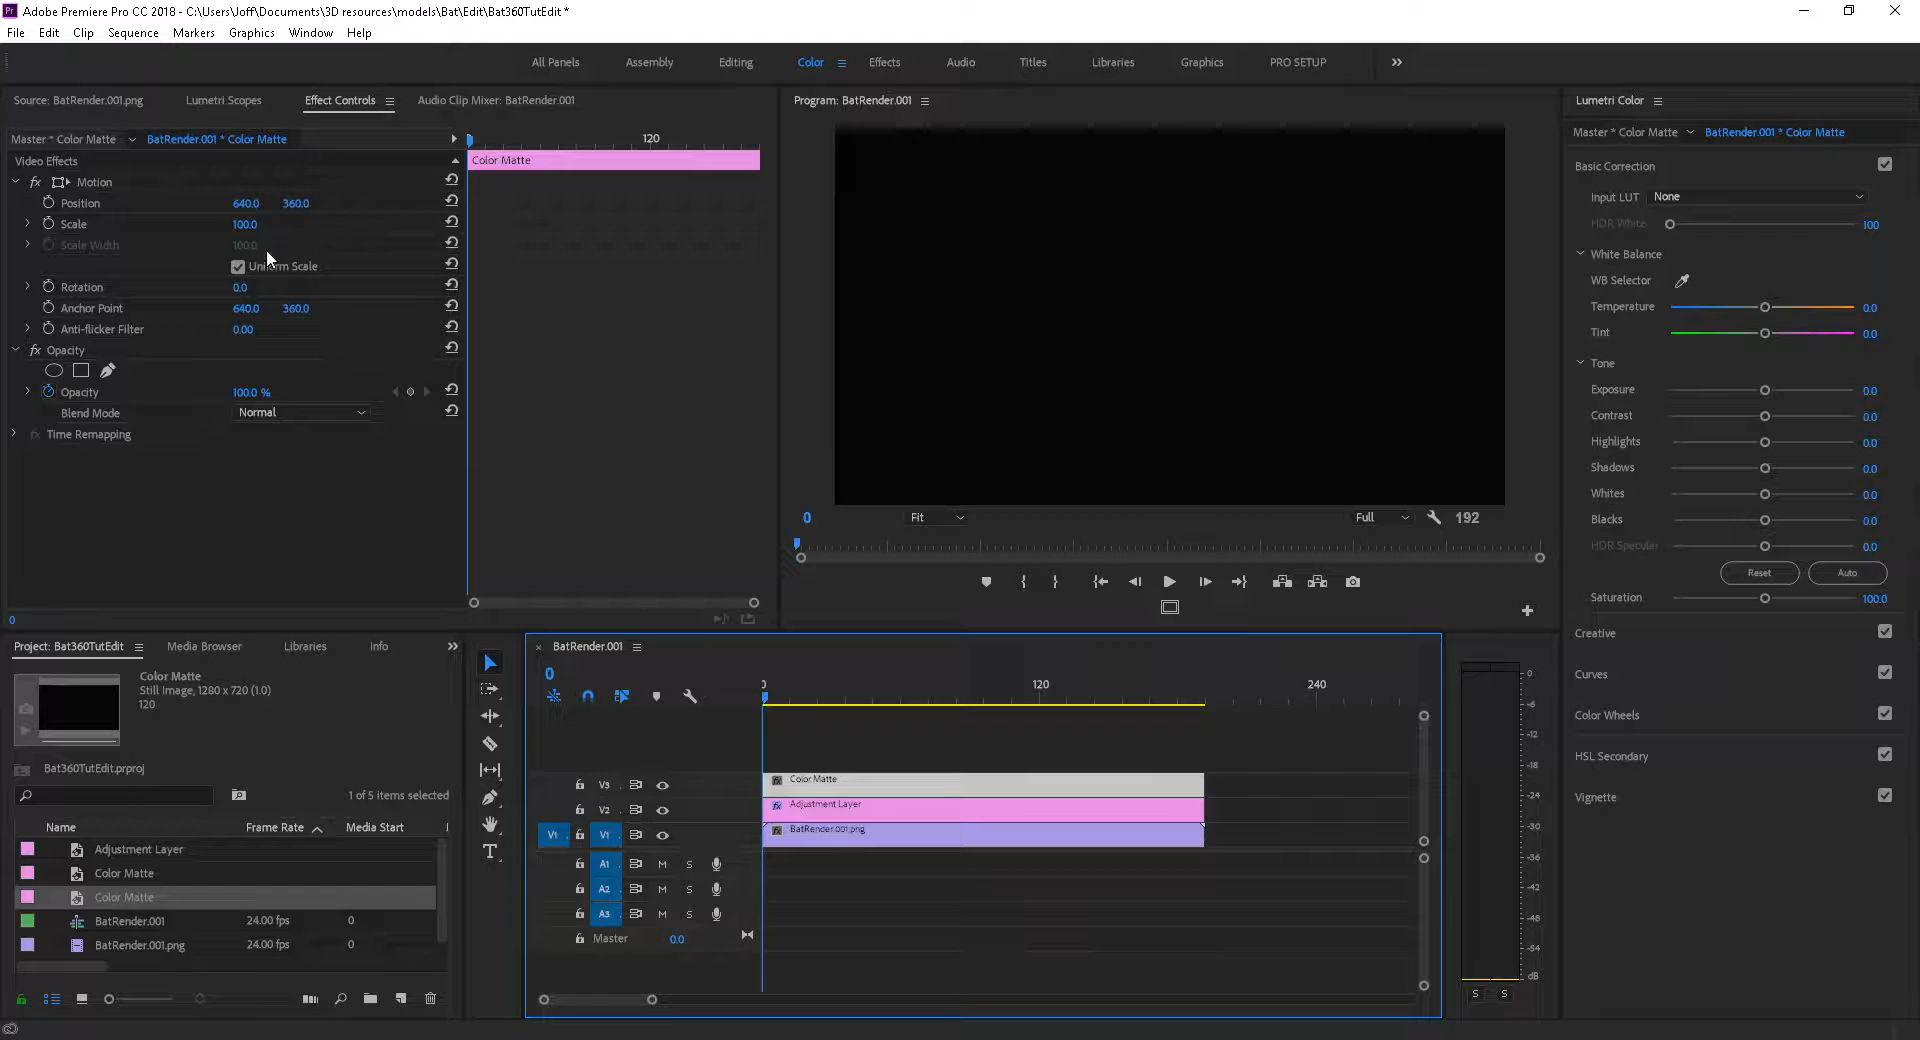 Adobe Premiere Pro CC 2018 - C:\Users\Joff\Documents\3D resources\models\Bat\Edit\Bat360TutEdit *
File Edit Clip Sequence Markers Graphics Window Help
All Panels Assembly Editing Color Effects Audio Titles Libraries Graphics PRO SETUP
Source: BatRender.001.png Lumetri Scopes Effect Controls Audio Clip Mixer: BatRender.001
Master * Color Matte BatRender.001 * Color Matte 120
Video Effects Color Matte
fx Motion
Position 640.0 360.0
Scale 100.0
Scale Width 100.0
Uniform Scale
Rotation 0.0
Anchor Point 640.0 360.0
Anti-flicker Filter 0.00
fx Opacity
Opacity 100.0 %
Blend Mode Normal
fx Time Remapping
0
Program: BatRender.001
0 Fit Full 192
Lumetri Color
Master * Color Matte BatRender.001 * Color Matte
Basic Correction
Input LUT None
HDR White 100
White Balance
WB Selector
Temperature 0.0
Tint 0.0
Tone
Exposure 0.0
Contrast 0.0
Highlights 0.0
Shadows 0.0
Whites 0.0
Blacks 0.0
HDR Specular 0.0
Reset Auto
Saturation 100.0
Creative
Curves
Color Wheels
HSL Secondary
Vignette
Project: Bat360TutEdit Media Browser Libraries Info
Color Matte
Still Image, 1280 x 720 (1.0)
120
Bat360TutEdit.prproj
1 of 5 items selected
Name Frame Rate Media Start
Adjustment Layer
Color Matte
Color Matte
BatRender.001 24.00 fps 0
BatRender.001.png 24.00 fps 0
BatRender.001
0
0 120 240
V3 fx Color Matte
V2 fx Adjustment Layer
V1 V1 fx BatRender.001.png
A1 M S
A2 M S
A3 M S
Master 0.0
0
-6
-12
-18
-24
-30
-36
-42
-48
-54
dB
S S